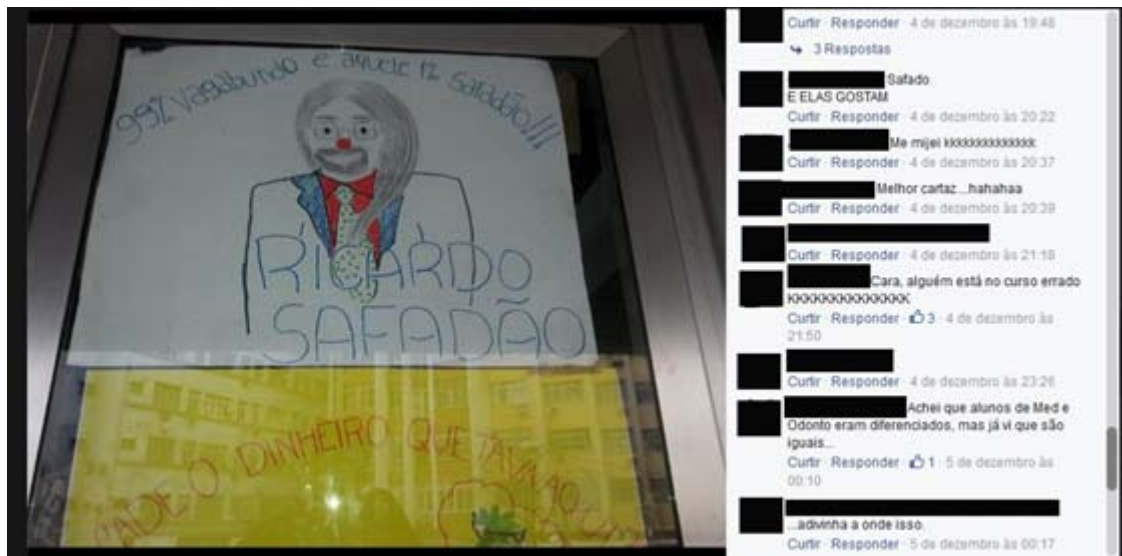 99% vagabundo e aquele 1% safadão!!!
RICARDO
SAFADÃO
CADE O DINHEIRO QUE TAVA AQUI
Curtir · Responder · 4 de dezembro às 19:48
3 Respostas
Safado
E ELAS GOSTAM
Curtir · Responder · 4 de dezembro às 20:22
Me mijei kkkkkkkkkkkkk
Curtir · Responder · 4 de dezembro às 20:37
Melhor cartaz...hahahaa
Curtir · Responder · 4 de dezembro às 20:39
Curtir · Responder · 4 de dezembro às 21:18
Cara, alguém está no curso errado
KKKKKKKKKKKKKKK
Curtir · Responder · 3 · 4 de dezembro às
21:50
Curtir · Responder · 4 de dezembro às 23:26
Achei que alunos de Med e
Odonto eram diferenciados, mas já vi que são
iguais...
Curtir · Responder · 1 · 5 de dezembro às
00:10
...adivinha a onde isso.
Curtir · Responder · 5 de dezembro às 00:17